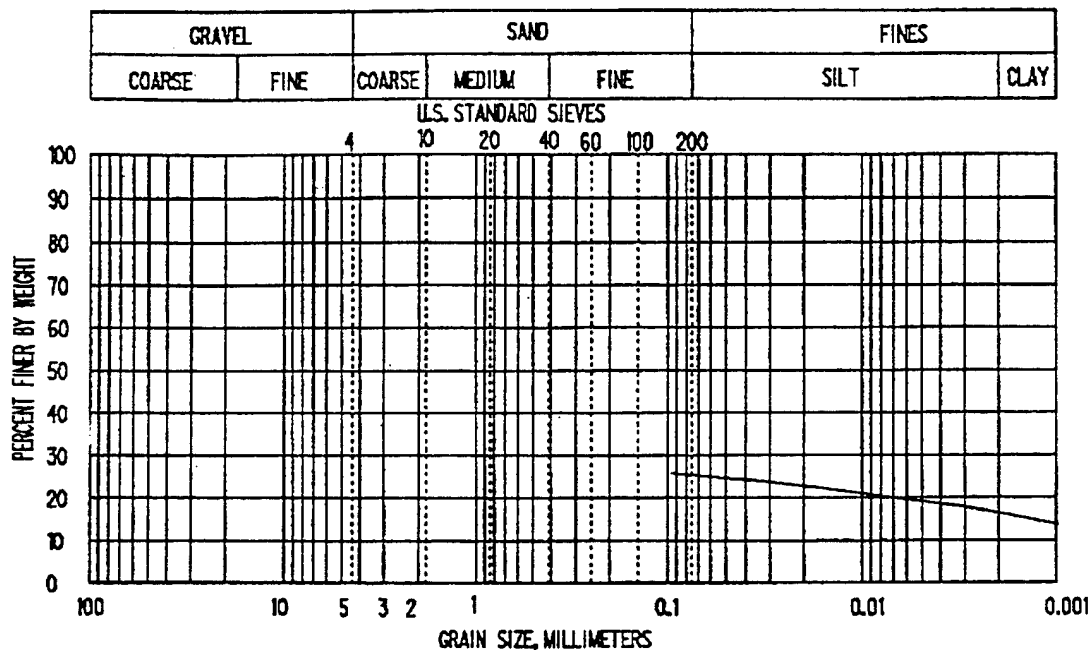 GRAVEL SAND FINES
COARSE FINE COARSE MEDIUM FINE SILT CLAY
U.S. STANDARD SIEVES
4 10 20 40 60 100 200
100
90
80
70
60
50
40
30
20
10
0
PERCENT FINER BY WEIGHT
100 10 5 3 2 1 0.1 0.01 0.001
GRAIN SIZE, MILLIMETERS